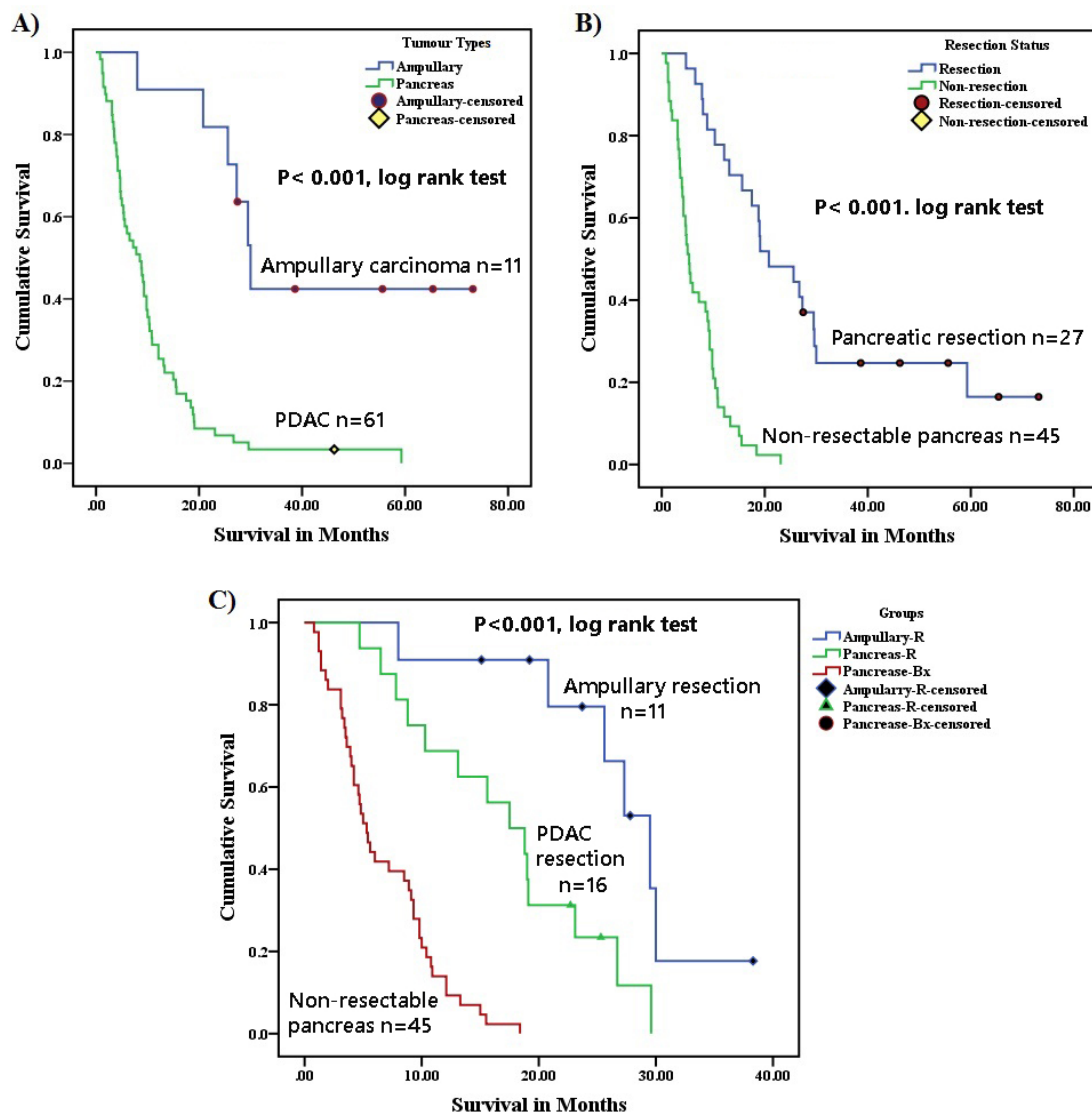 A)
Tumour Types
Ampullary
Pancreas
Ampullary-censored
Pancreas-censored
P< 0.001, log rank test
Ampullary carcinoma n=11
PDAC n=61
Cumulative Survival
1.0
0.8
0.6
0.4
0.2
0.0
.00 20.00 40.00 60.00 80.00
Survival in Months
B)
Resection Status
Resection
Non-resection
Resection-censored
Non-resection-censored
P< 0.001. log rank test
Pancreatic resection n=27
Non-resectable pancreas n=45
Cumulative Survival
1.0
0.8
0.6
0.4
0.2
0.0
.00 20.00 40.00 60.00 80.00
Survival in Months
C)
P<0.001, log rank test
Groups
Ampullary-R
Pancreas-R
Pancrease-Bx
Ampularry-R-censored
Pancreas-R-censored
Pancrease-Bx-censored
Ampullary resection
n=11
PDAC
resection
n=16
Non-resectable
pancreas n=45
Cumulative Survival
1.0
0.8
0.6
0.4
0.2
0.0
.00 10.00 20.00 30.00 40.00
Survival in Months